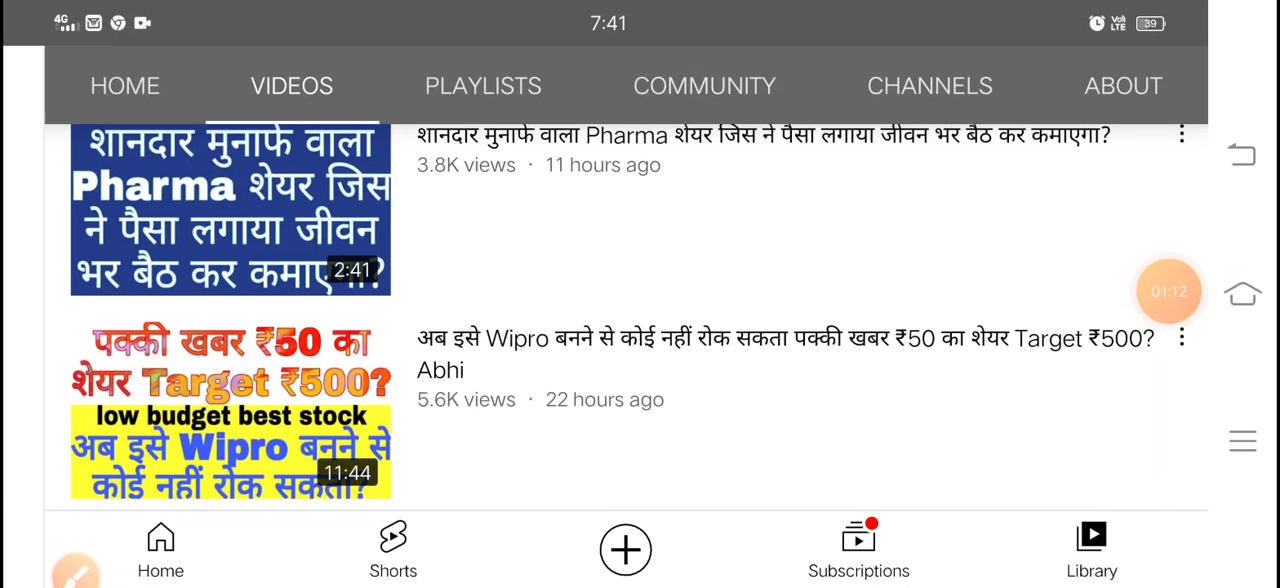 4G 7:41 Vo) LTE 39
HOME VIDEOS PLAYLISTS COMMUNITY CHANNELS ABOUT
शानदार मुनाफे वाला
Pharma शेयर जिस
ने पैसा लगाया जीवन
भर बैठ कर कमाएगा?
2:41
शानदार मुनाफे वाला Pharma शेयर जिस ने पैसा लगाया जीवन भर बैठ कर कमाएगा?
3.8K views · 11 hours ago
01:12
पक्की खबर ₹50 का
शेयर Target ₹500?
low budget best stock
अब इसे Wipro बनने से
कोई नहीं रोक सकता?
11:44
अब इसे Wipro बनने से कोई नहीं रोक सकता पक्की खबर ₹50 का शेयर Target ₹500?
Abhi
5.6K views · 22 hours ago
Home Shorts Subscriptions Library